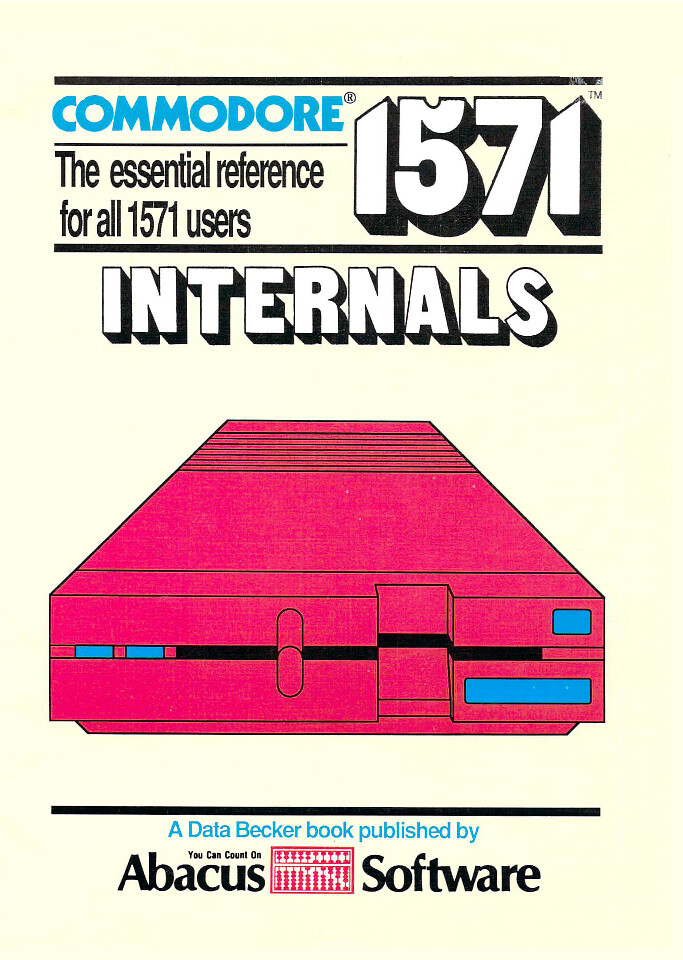 COMMODORE® 1571™
The essential reference
for all 1571 users
INTERNALS
A Data Becker book published by
You Can Count On
Abacus Software